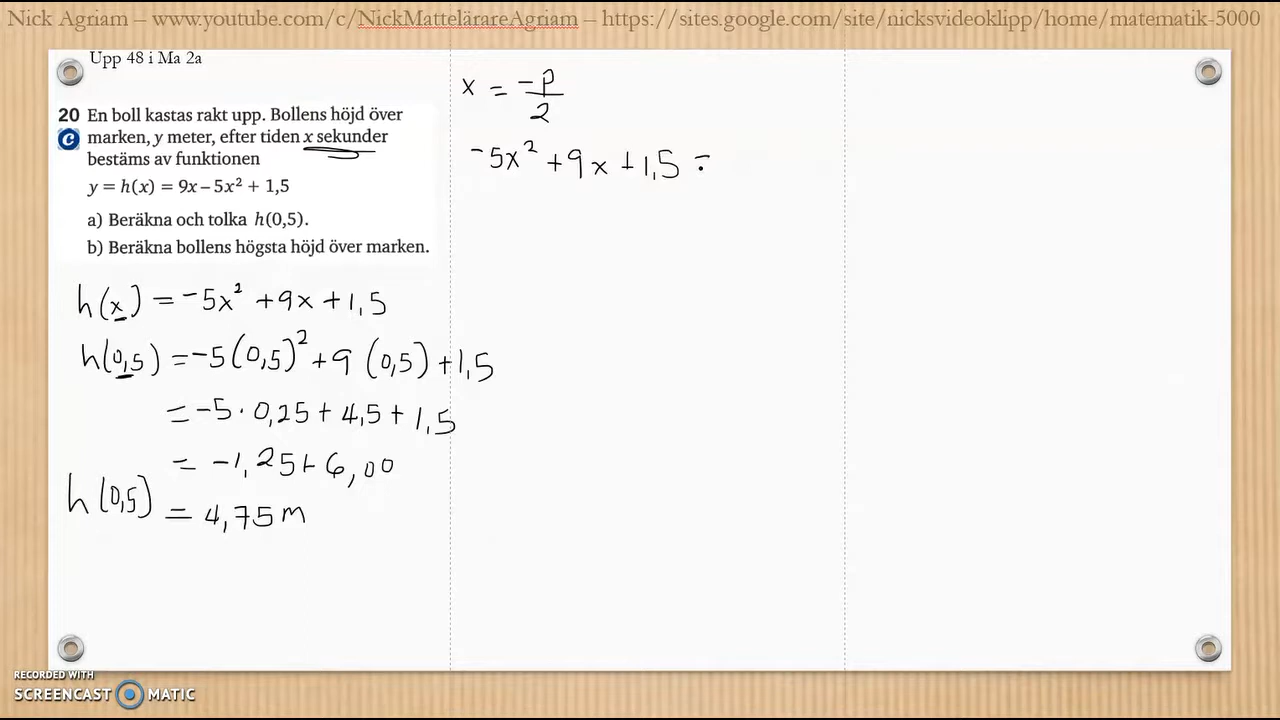 Nick Agriam – www.youtube.com/c/NickMattelärareAgriam – https://sites.google.com/site/nicksvideoklipp/home/matematik-5000
Upp 48 i Ma 2a
20 En boll kastas rakt upp. Bollens höjd över
C marken, y meter, efter tiden x sekunder
bestäms av funktionen
y = h(x) = 9x – 5x² + 1,5
a) Beräkna och tolka h(0,5).
b) Beräkna bollens högsta höjd över marken.
h(x) = -5x² + 9x + 1,5
h(0,5) = -5(0,5)² + 9 (0,5) + 1,5
= -5 · 0,25 + 4,5 + 1,5
= -1,25 + 6,00
h(0,5) = 4,75 m
x = -p/2
-5x² + 9x + 1,5 =
RECORDED WITH
SCREENCAST MATIC